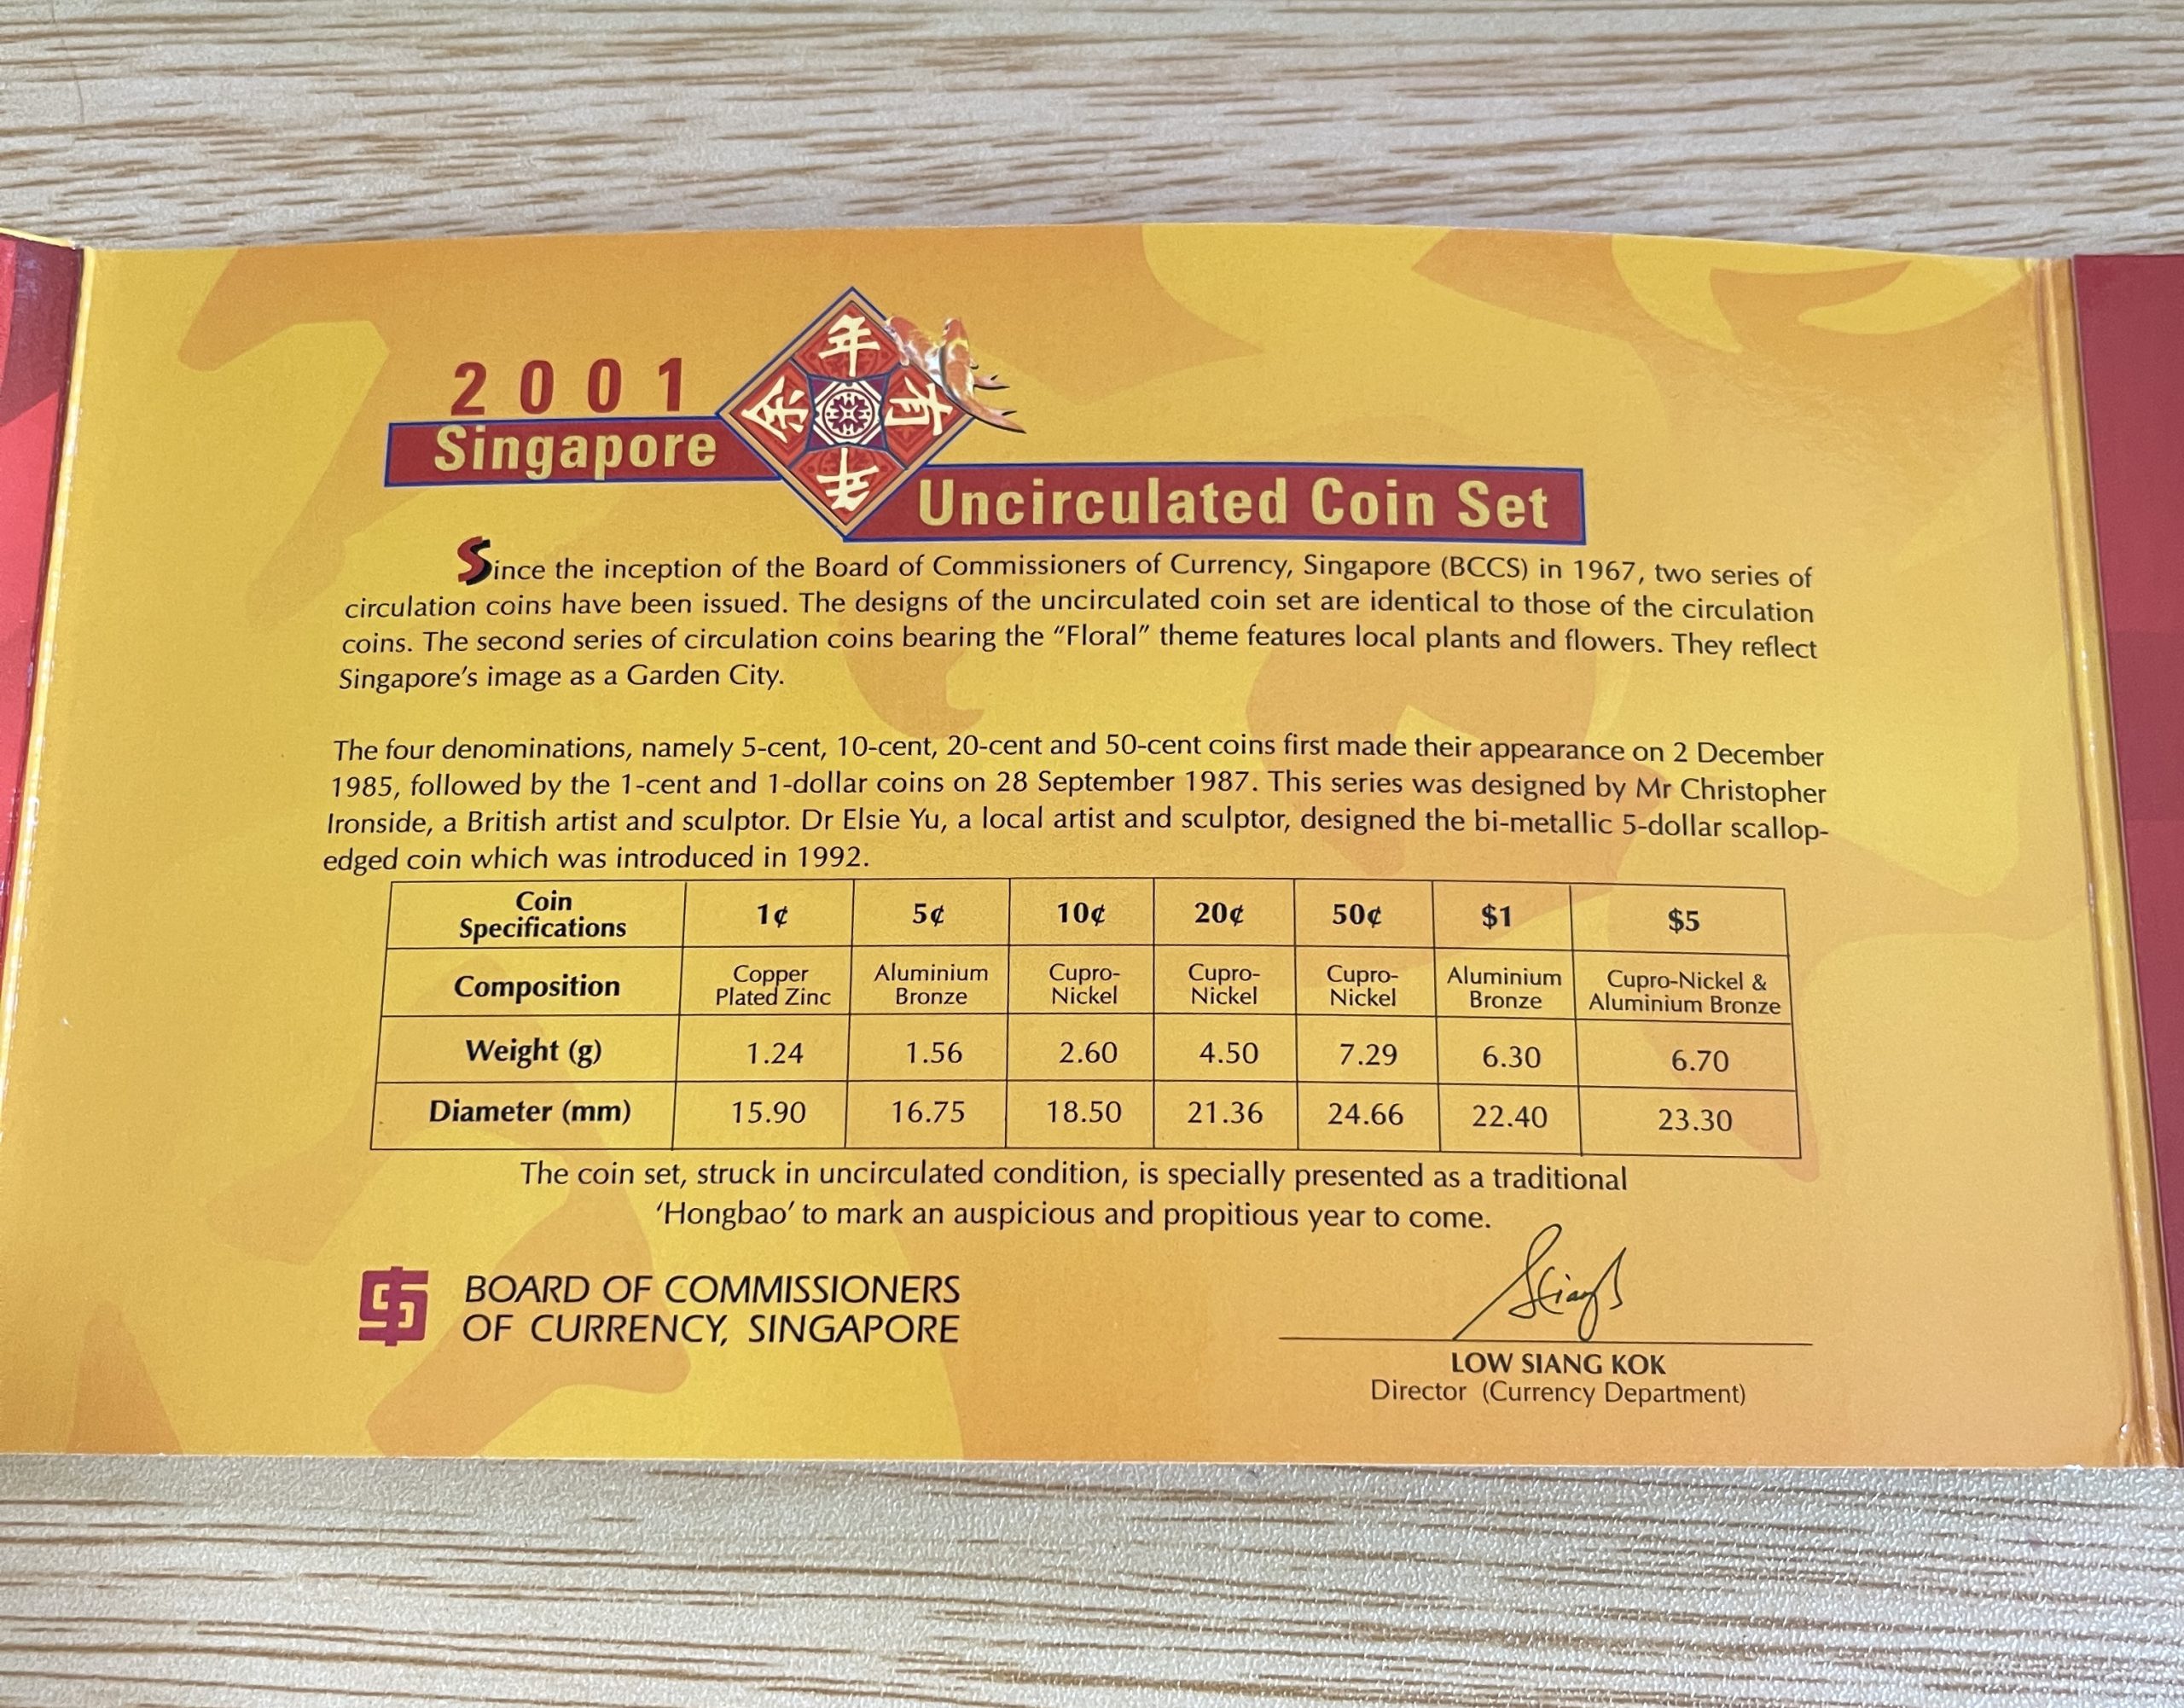 2001
年
余 有
年
Singapore
Uncirculated Coin Set
Since the inception of the Board of Commissioners of Currency, Singapore (BCCS) in 1967, two series of
circulation coins have been issued. The designs of the uncirculated coin set are identical to those of the circulation
coins. The second series of circulation coins bearing the “Floral” theme features local plants and flowers. They reflect
Singapore’s image as a Garden City.
The four denominations, namely 5-cent, 10-cent, 20-cent and 50-cent coins first made their appearance on 2 December
1985, followed by the 1-cent and 1-dollar coins on 28 September 1987. This series was designed by Mr Christopher
Ironside, a British artist and sculptor. Dr Elsie Yu, a local artist and sculptor, designed the bi-metallic 5-dollar scallop-
edged coin which was introduced in 1992.
Coin
Specifications 1¢ 5¢ 10¢ 20¢ 50¢ $1 $5
Composition Copper Plated Zinc Aluminium Bronze Cupro-Nickel Cupro-Nickel Cupro-Nickel Aluminium Bronze Cupro-Nickel & Aluminium Bronze
Weight (g) 1.24 1.56 2.60 4.50 7.29 6.30 6.70
Diameter (mm) 15.90 16.75 18.50 21.36 24.66 22.40 23.30
The coin set, struck in uncirculated condition, is specially presented as a traditional
‘Hongbao’ to mark an auspicious and propitious year to come.
BOARD OF COMMISSIONERS
OF CURRENCY, SINGAPORE
LOW SIANG KOK
Director (Currency Department)